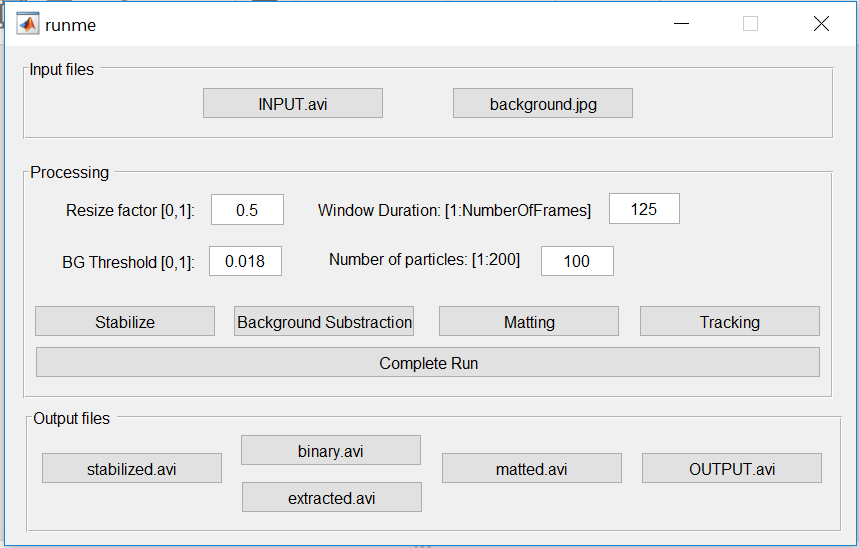 runme
Input files
INPUT.avi
background.jpg
Processing
Resize factor [0,1]:
0.5
Window Duration: [1:NumberOfFrames]
125
BG Threshold [0,1]:
0.018
Number of particles: [1:200]
100
Stabilize
Background Substraction
Matting
Tracking
Complete Run
Output files
stabilized.avi
binary.avi
extracted.avi
matted.avi
OUTPUT.avi